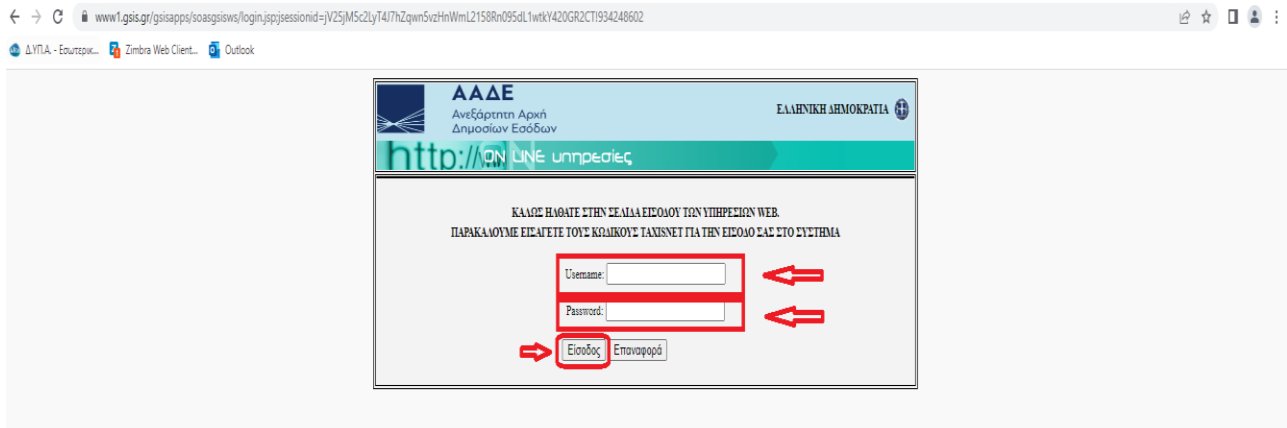 www1.gsis.gr/gsisapps/soasgsisws/login.jsp;jsessionid=jV25jM5c2LyT4J7hZqwn5vzHnWmL2158Rn095dL1wtkY420GR2CT!934248602
Δ.ΥΠ.Α. - Εσωτερικ... Zimbra Web Client... Outlook
ΑΑΔΕ
Ανεξάρτητη Αρχή
Δημοσίων Εσόδων
ΕΛΛΗΝΙΚΗ ΔΗΜΟΚΡΑΤΙΑ
http:// ON LINE υπηρεσίες
ΚΑΛΩΣ ΗΛΘΑΤΕ ΣΤΗΝ ΣΕΛΙΔΑ ΕΙΣΟΔΟΥ ΤΩΝ ΥΠΗΡΕΣΙΩΝ WEB.
ΠΑΡΑΚΑΛΟΥΜΕ ΕΙΣΑΓΕΤΕ ΤΟΥΣ ΚΩΔΙΚΟΥΣ TAXISNET ΓΙΑ ΤΗΝ ΕΙΣΟΔΟ ΣΑΣ ΣΤΟ ΣΥΣΤΗΜΑ
Username:
Password:
Είσοδος Επαναφορά